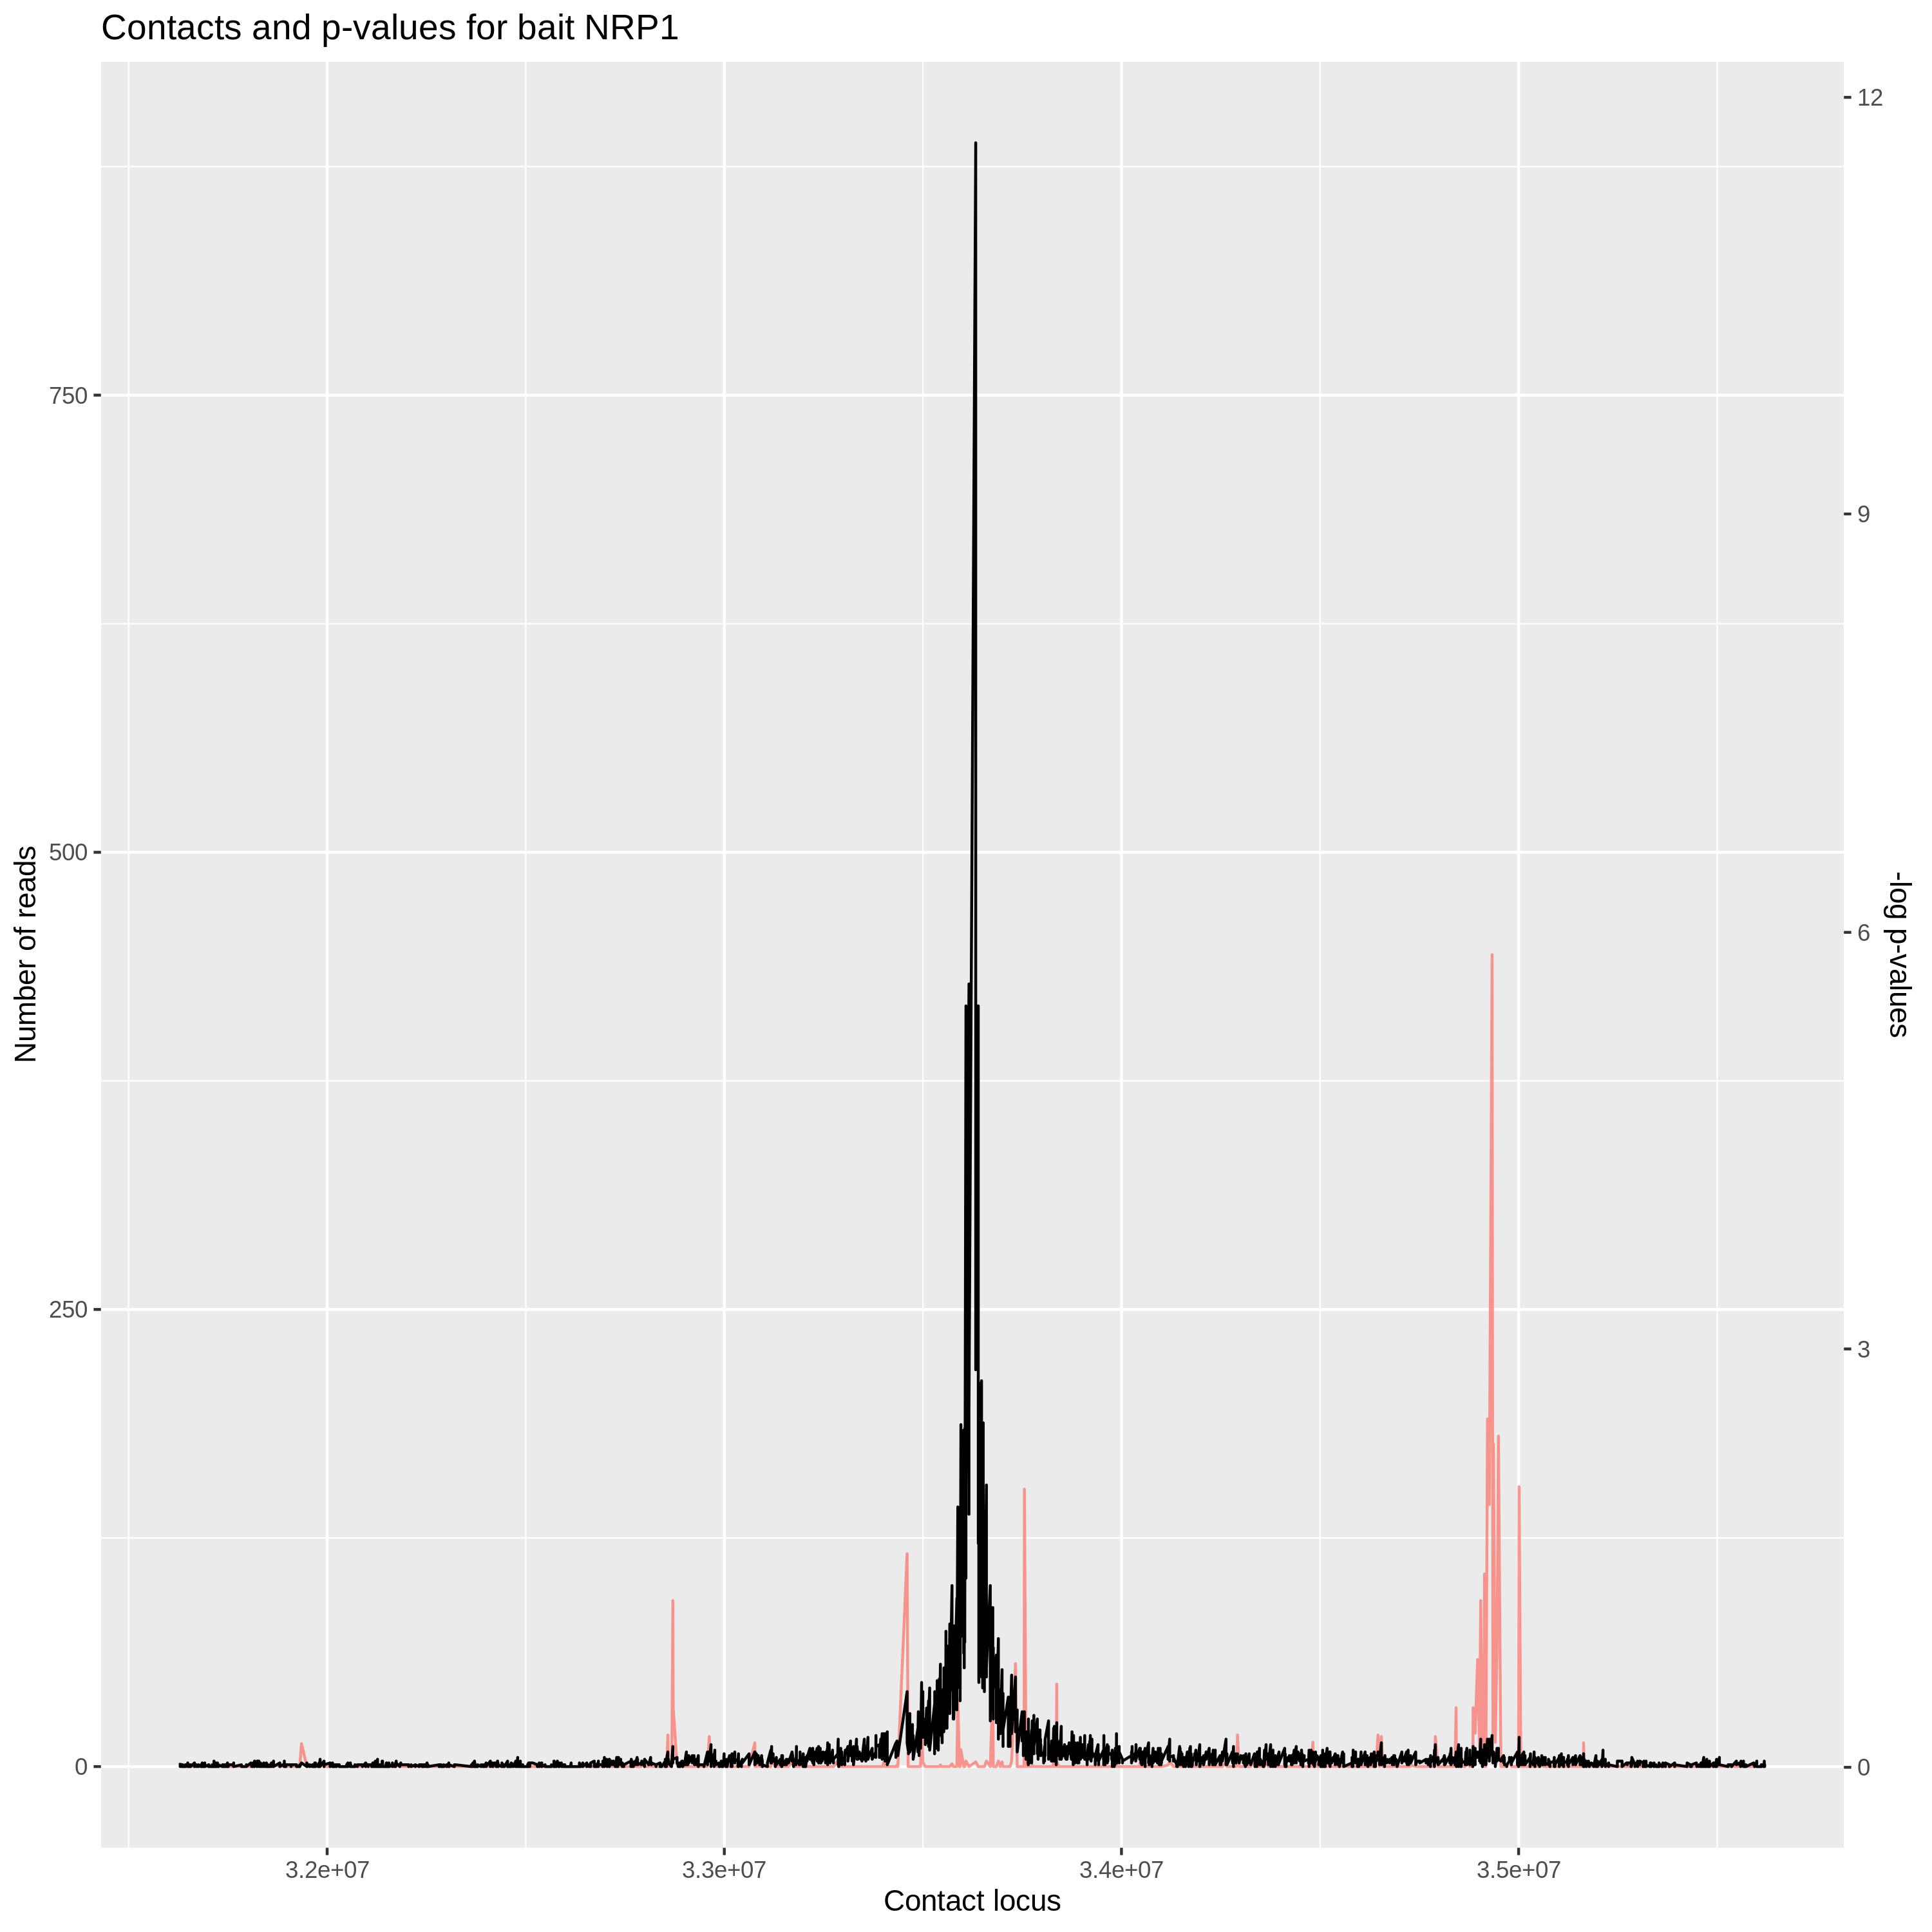 Contacts and p-values for bait NRP1
12
9
6
3
0
750
500
250
0
Number of reads
-log p-values
3.2e+07 3.3e+07 3.4e+07 3.5e+07
Contact locus